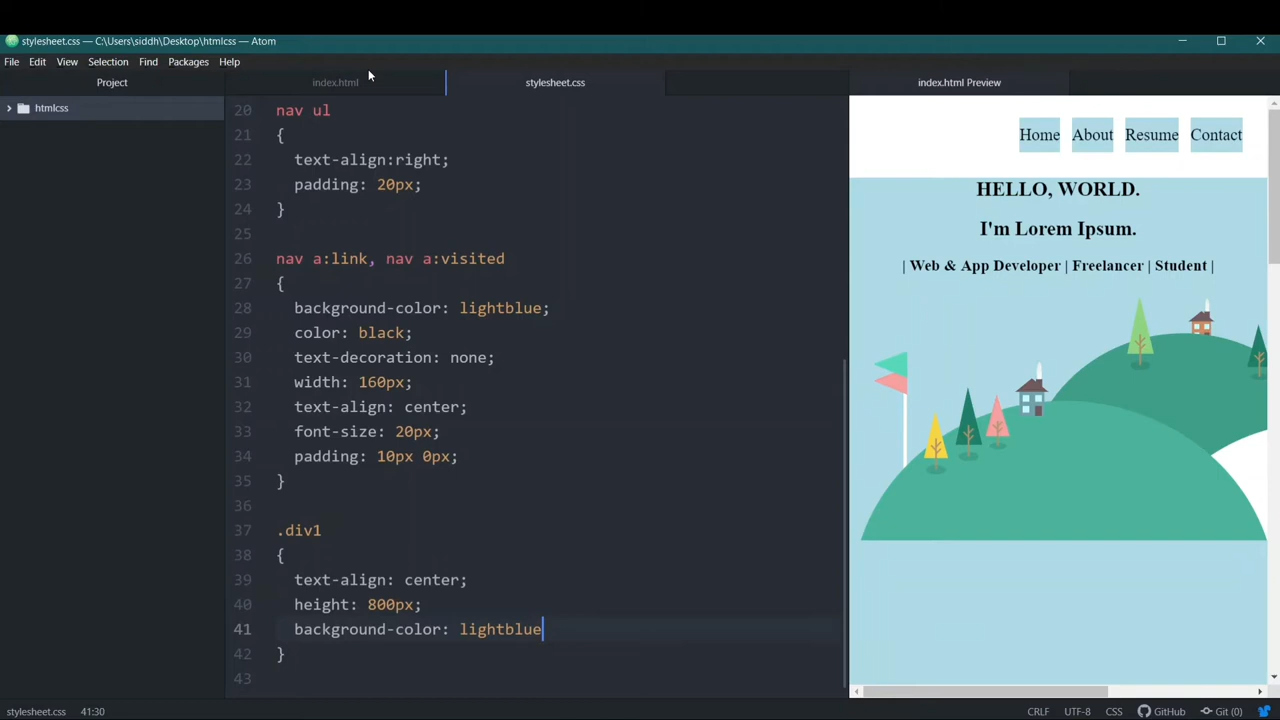 stylesheet.css — C:\Users\siddh\Desktop\htmlcss — Atom
File Edit View Selection Find Packages Help
Project index.html stylesheet.css index.html Preview
htmlcss
20 nav ul
21 {
22 text-align:right;
23 padding: 20px;
24 }
25
26 nav a:link, nav a:visited
27 {
28 background-color: lightblue;
29 color: black;
30 text-decoration: none;
31 width: 160px;
32 text-align: center;
33 font-size: 20px;
34 padding: 10px 0px;
35 }
36
37 .div1
38 {
39 text-align: center;
40 height: 800px;
41 background-color: lightblue
42 }
43
Home About Resume Contact
HELLO, WORLD.
I'm Lorem Ipsum.
| Web & App Developer | Freelancer | Student |
stylesheet.css 41:30 CRLF UTF-8 CSS GitHub Git (0)